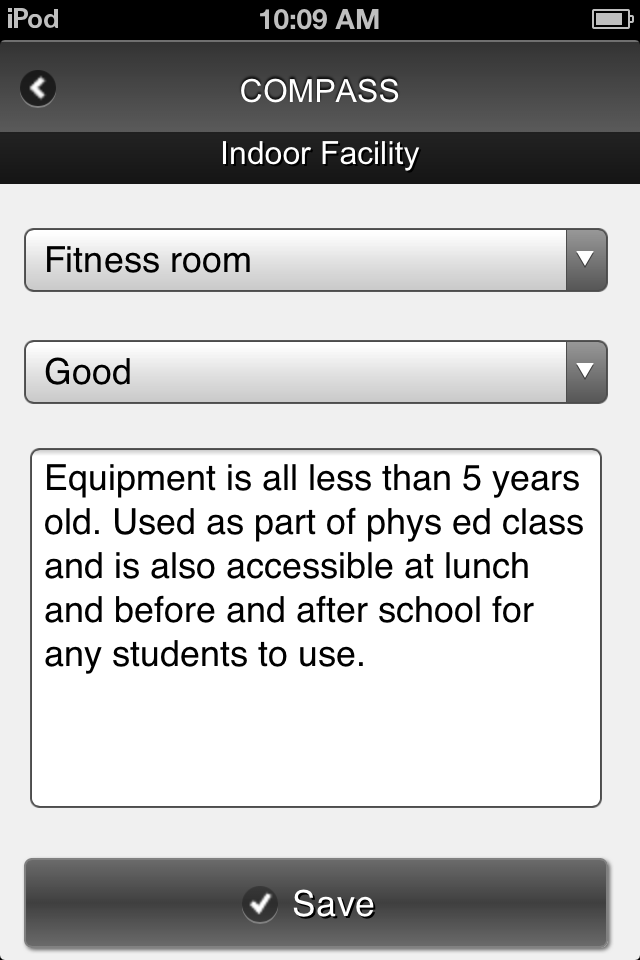 iPod 10:09 AM
COMPASS
Indoor Facility
Fitness room
Good
Equipment is all less than 5 years
old. Used as part of phys ed class
and is also accessible at lunch
and before and after school for
any students to use.
Save